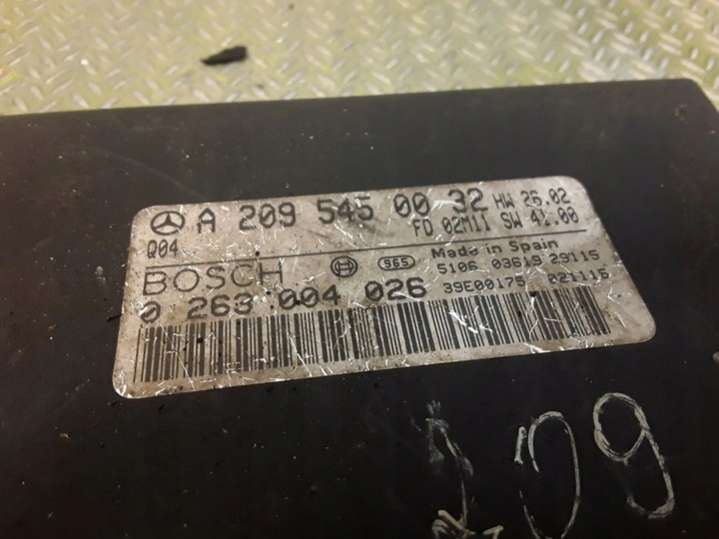 A 209 545 00 32 HW 26.02
Q04 FD 02M11 SW 41.00
BOSCH 965 Made in Spain
0 263 004 026 5106 03619 29115
39E00175 021115
209